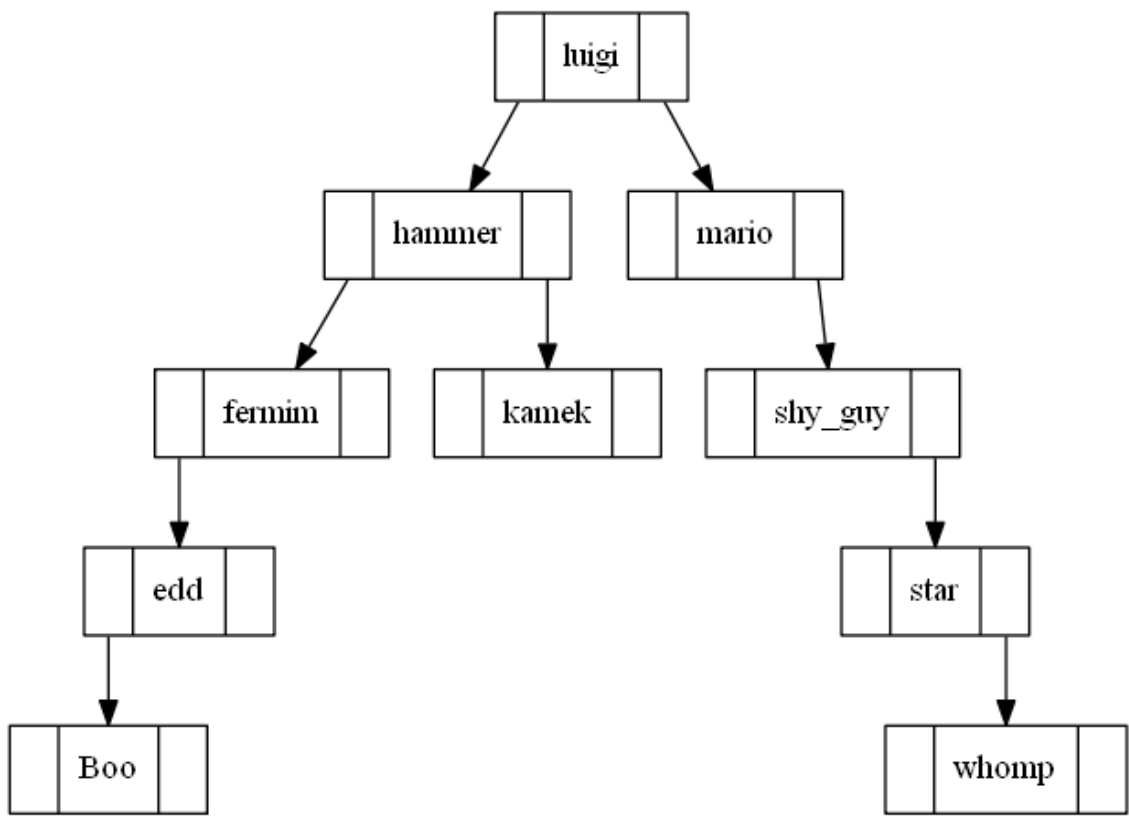 luigi
hammer
mario
fermim
kamek
shy_guy
edd
star
Boo
whomp